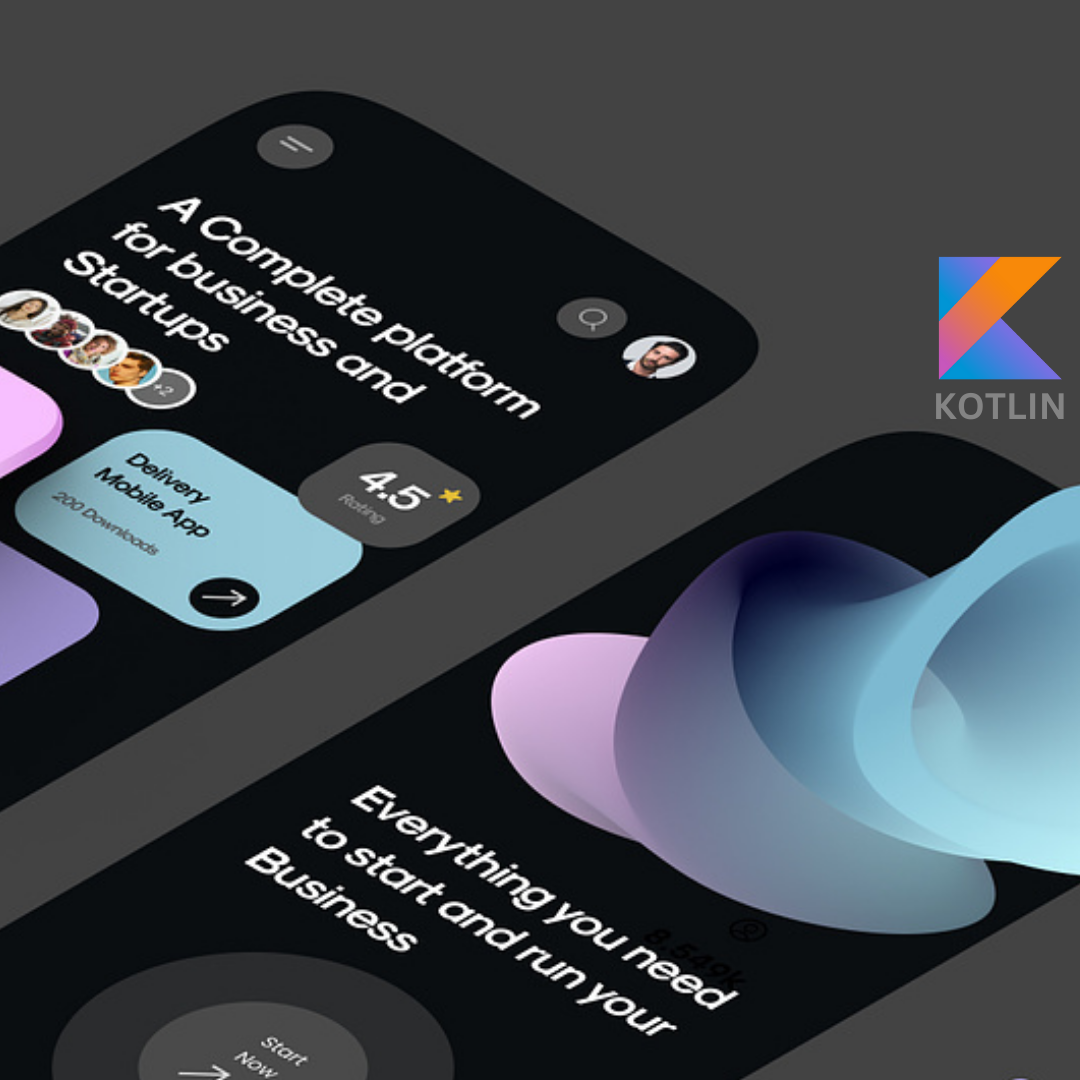 A Complete platform
for business and
Startups
+2
Delivery
Mobile App
200 Downloads
4.5
Rating
KOTLIN
Everything you need
to start and run your
Business
8.549k
Start
Now